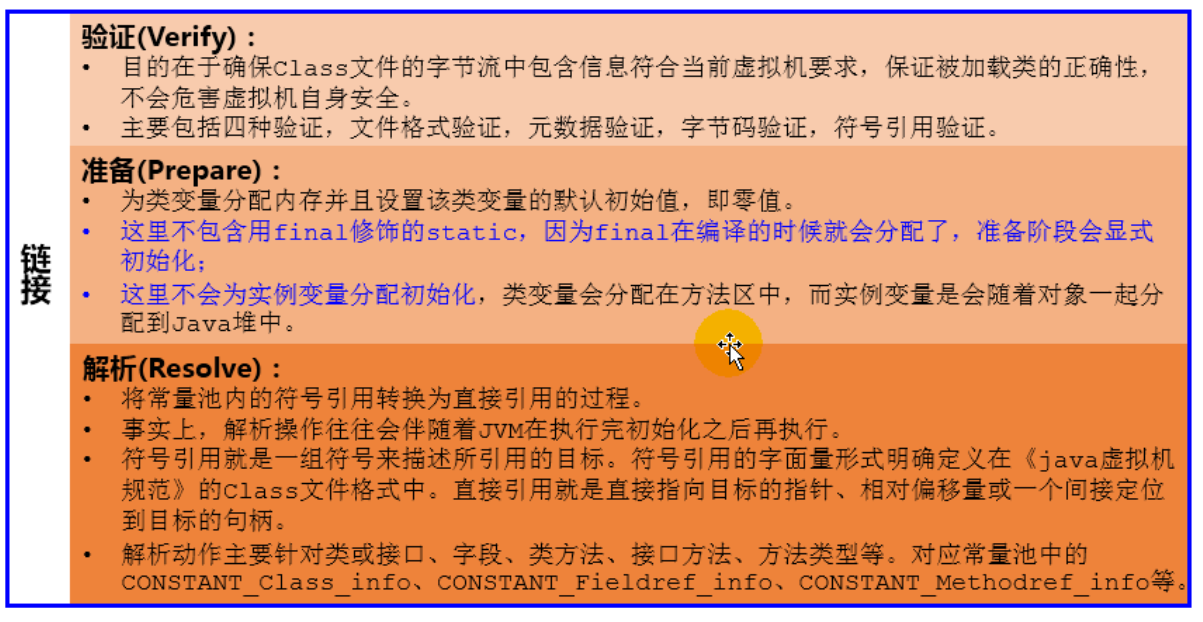 链接
验证(Verify)：
• 目的在于确保Class文件的字节流中包含信息符合当前虚拟机要求，保证被加载类的正确性，
不会危害虚拟机自身安全。
• 主要包括四种验证，文件格式验证，元数据验证，字节码验证，符号引用验证。
准备(Prepare)：
• 为类变量分配内存并且设置该类变量的默认初始值，即零值。
• 这里不包含用final修饰的static，因为final在编译的时候就会分配了，准备阶段会显式
初始化；
• 这里不会为实例变量分配初始化，类变量会分配在方法区中，而实例变量是会随着对象一起分
配到Java堆中。
解析(Resolve)：
• 将常量池内的符号引用转换为直接引用的过程。
• 事实上，解析操作往往会伴随着JVM在执行完初始化之后再执行。
• 符号引用就是一组符号来描述所引用的目标。符号引用的字面量形式明确定义在《java虚拟机
规范》的Class文件格式中。直接引用就是直接指向目标的指针、相对偏移量或一个间接定位
到目标的句柄。
• 解析动作主要针对类或接口、字段、类方法、接口方法、方法类型等。对应常量池中的
CONSTANT_Class_info、CONSTANT_Fieldref_info、CONSTANT_Methodref_info等。